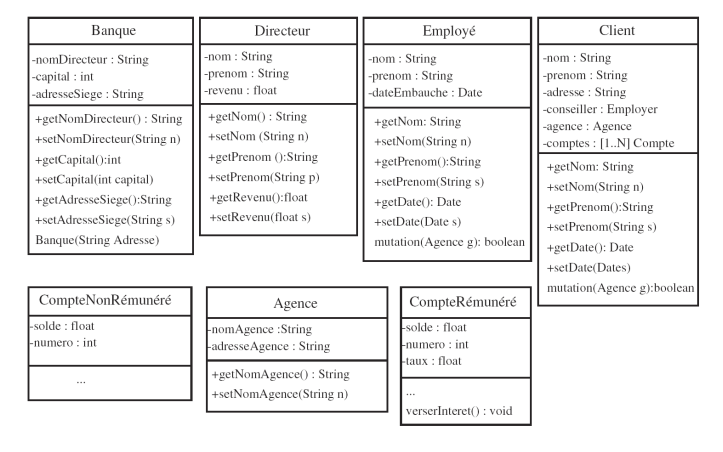 Banque
-nomDirecteur : String
-capital : int
-adresseSiege : String
+getNomDirecteur() : String
+setNomDirecteur(String n)
+getCapital():int
+setCapital(int capital)
+getAdresseSiege():String
+setAdresseSiege(String s)
Banque(String Adresse)
Directeur
-nom : String
-prenom : String
-revenu : float
+getNom() : String
+setNom (String n)
+getPrenom ():String
+setPrenom(String p)
+getRevenu():float
+setRevenu(float s)
Employé
-nom : String
-prenom : String
-dateEmbauche : Date
+getNom: String
+setNom(String n)
+getPrenom():String
+setPrenom(String s)
+getDate(): Date
+setDate(Date s)
mutation(Agence g): boolean
Client
-nom : String
-prenom : String
-adresse : String
-conseiller : Employer
-agence : Agence
-comptes : [1..N] Compte
+getNom: String
+setNom(String n)
+getPrenom():String
+setPrenom(String s)
+getDate(): Date
+setDate(Dates)
mutation(Agence g):boolean
CompteNonRémunéré
-solde : float
-numero : int
...
Agence
-nomAgence :String
-adresseAgence : String
+getNomAgence() : String
+setNomAgence(String n)
CompteRémunéré
-solde : float
-numero : int
-taux : float
...
verserInteret() : void